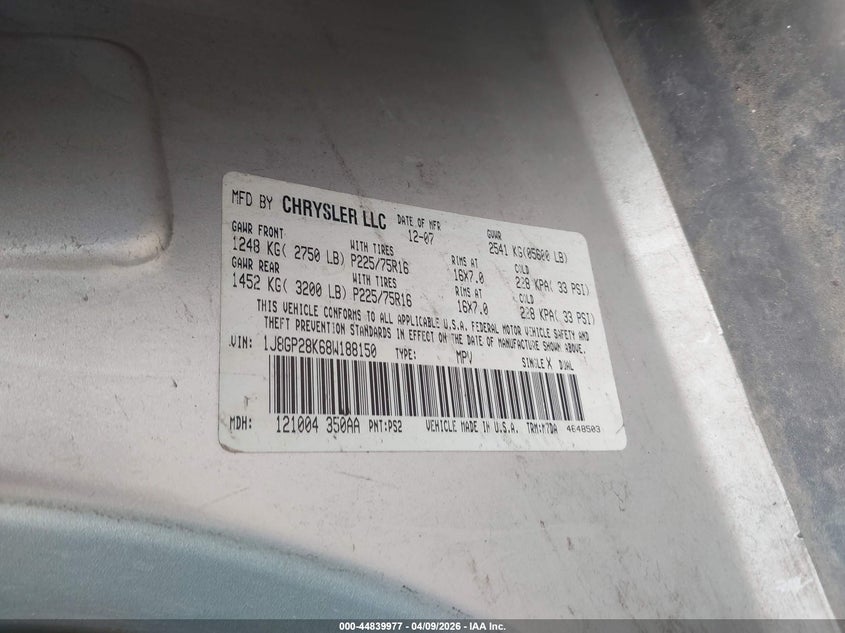 MFD BY CHRYSLER LLC DATE OF MFR 12-07 GVWR 2541 KG(05600 LB)
GAWR FRONT WITH TIRES RIMS AT COLD
1248 KG( 2750 LB) P225/75R16 16X7.0 228 KPA( 33 PSI)
GAWR REAR WITH TIRES RIMS AT COLD
1452 KG( 3200 LB) P225/75R16 16X7.0 228 KPA( 33 PSI)
THIS VEHICLE CONFORMS TO ALL APPLICABLE U.S.A. FEDERAL MOTOR VEHICLE SAFETY AND
THEFT PREVENTION STANDARDS IN EFFECT ON THE DATE OF MANUFACTURE SHOWN ABOVE.
VIN: 1J8GP28K68W188150 TYPE: MPV SINGLE X DUAL
MDH: 121004 350AA PNT:PS2 VEHICLE MADE IN U.S.A. TRM:M7DA 4648503
000-44839977 - 04/09/2026 - IAA Inc.